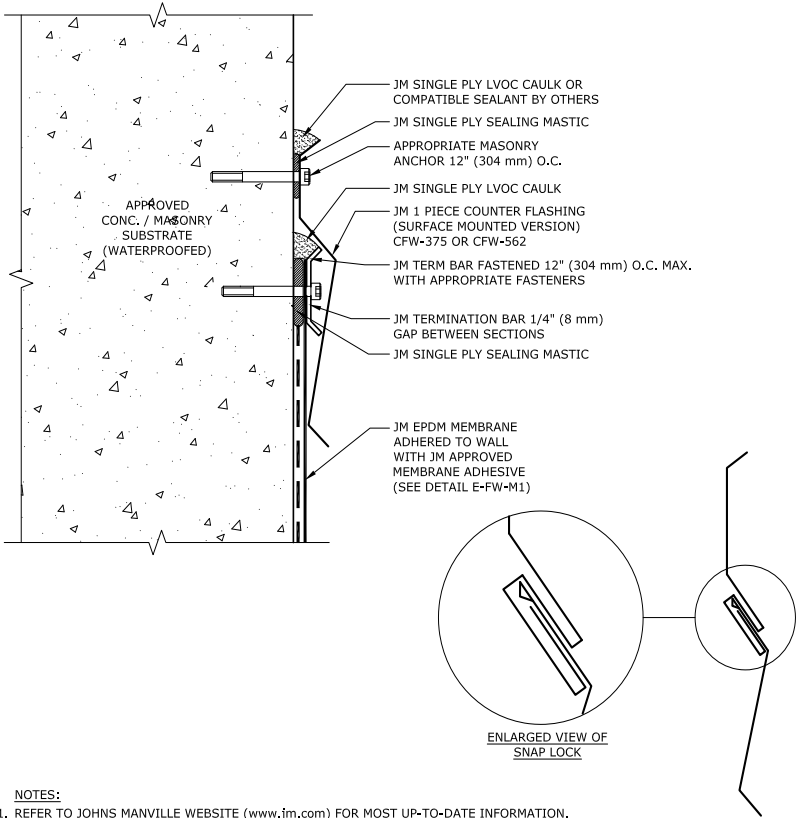 JM SINGLE PLY LVOC CAULK OR
COMPATIBLE SEALANT BY OTHERS
JM SINGLE PLY SEALING MASTIC
APPROPRIATE MASONRY
ANCHOR 12" (304 mm) O.C.
JM SINGLE PLY LVOC CAULK
APPROVED
CONC. / MASONRY
SUBSTRATE
(WATERPROOFED)
JM 1 PIECE COUNTER FLASHING
(SURFACE MOUNTED VERSION)
CFW-375 OR CFW-562
JM TERM BAR FASTENED 12" (304 mm) O.C. MAX.
WITH APPROPRIATE FASTENERS
JM TERMINATION BAR 1/4" (8 mm)
GAP BETWEEN SECTIONS
JM SINGLE PLY SEALING MASTIC
JM EPDM MEMBRANE
ADHERED TO WALL
WITH JM APPROVED
MEMBRANE ADHESIVE
(SEE DETAIL E-FW-M1)
ENLARGED VIEW OF
SNAP LOCK
NOTES:
1. REFER TO JOHNS MANVILLE WEBSITE (www.jm.com) FOR MOST UP-TO-DATE INFORMATION.